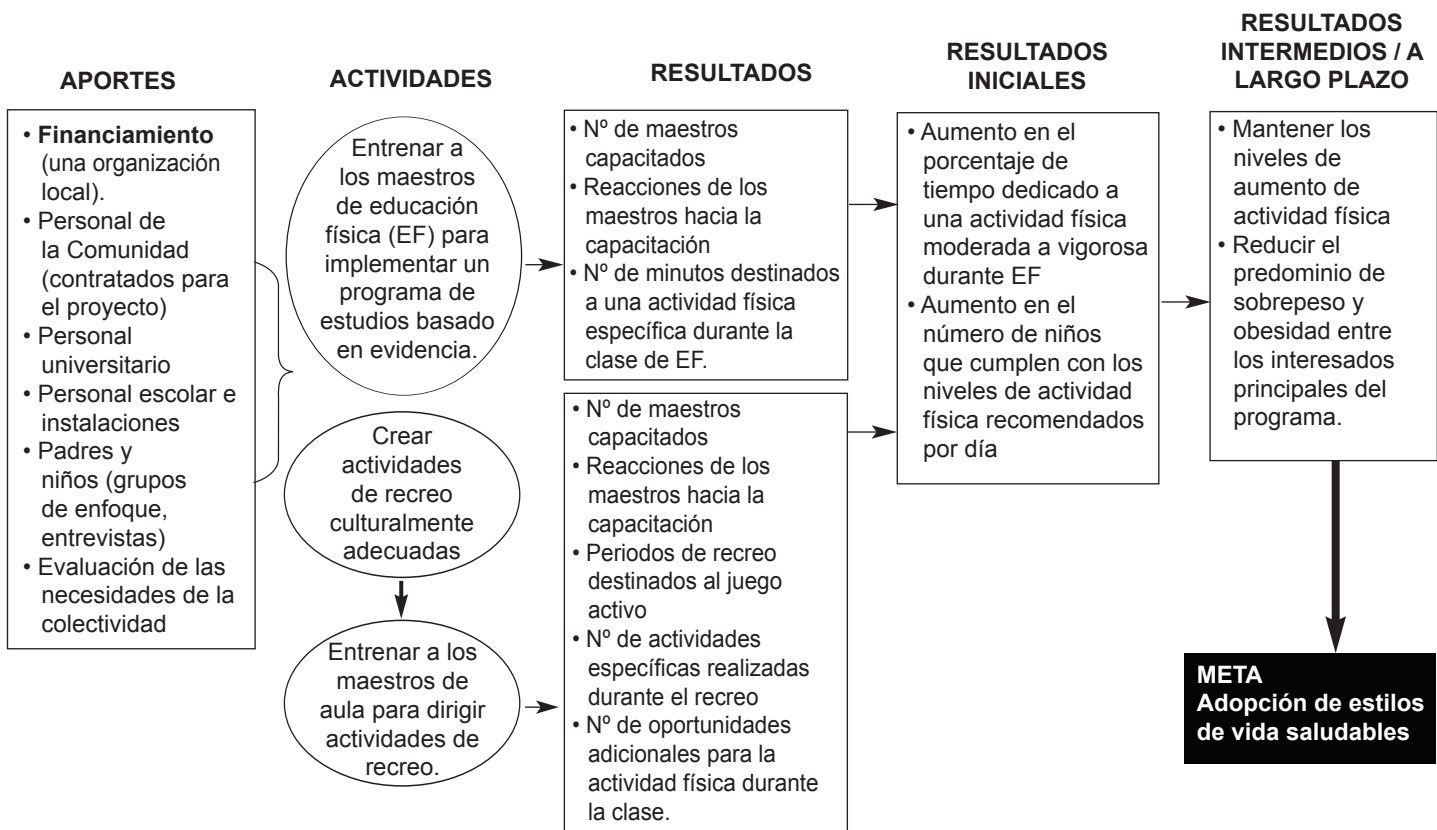 APORTES
• Financiamiento
(una organización
local).
• Personal de
la Comunidad
(contratados para
el proyecto)
• Personal
universitario
• Personal escolar e
instalaciones
• Padres y
niños (grupos
de enfoque,
entrevistas)
• Evaluación de las
necesidades de la
colectividad
ACTIVIDADES
Entrenar a
los maestros
de educación
física (EF) para
implementar un
programa de
estudios basado
en evidencia.
Crear
actividades
de recreo
culturalmente
adecuadas
Entrenar a los
maestros de
aula para dirigir
actividades de
recreo.
RESULTADOS
• Nº de maestros
capacitados
• Reacciones de los
maestros hacia la
capacitación
• Nº de minutos destinados
a una actividad física
específica durante la
clase de EF.
• Nº de maestros
capacitados
• Reacciones de los
maestros hacia la
capacitación
• Periodos de recreo
destinados al juego
activo
• Nº de actividades
específicas realizadas
durante el recreo
• Nº de oportunidades
adicionales para la
actividad física durante
la clase.
RESULTADOS
INICIALES
• Aumento en el
porcentaje de
tiempo dedicado a
una actividad física
moderada a vigorosa
durante EF
• Aumento en el
número de niños
que cumplen con los
niveles de actividad
física recomendados
por día
RESULTADOS
INTERMEDIOS / A
LARGO PLAZO
• Mantener los
niveles de
aumento de
actividad física
• Reducir el
predominio de
sobrepeso y
obesidad entre
los interesados
principales del
programa.
META
Adopción de estilos
de vida saludables